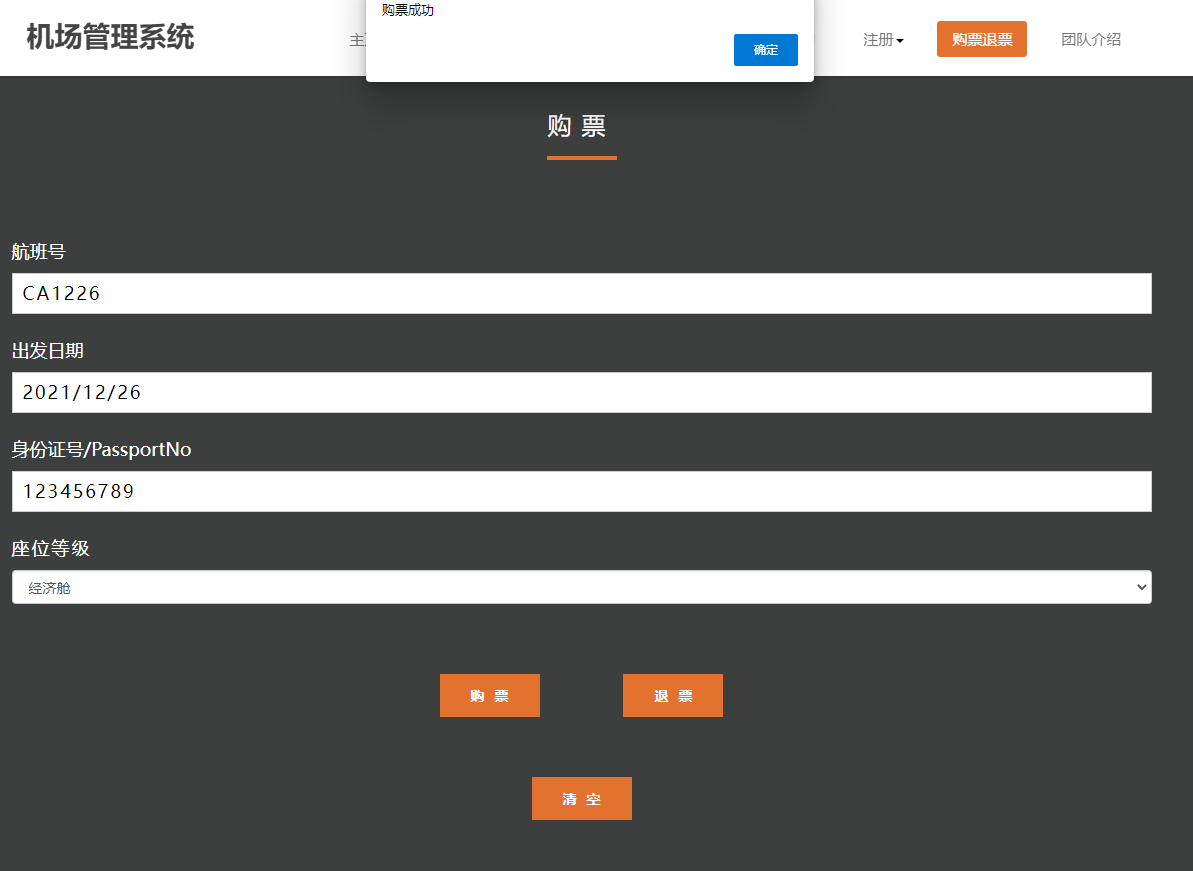 购票成功
确定
机场管理系统
主
注册
购票退票
团队介绍
购 票
航班号
CA1226
出发日期
2021/12/26
身份证号/PassportNo
123456789
座位等级
经济舱
购 票
退 票
清 空